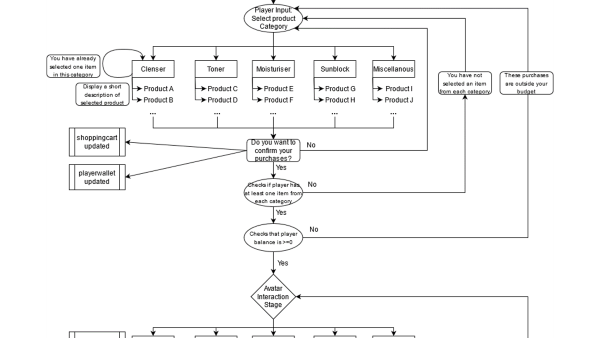 Player Input:
Select product
Category
You have already
selected one item
in this category
Clenser
Toner
Moisturiser
Sunblock
Miscellanous
You have not
selected an item
from each category
These purchases
are outside your
budget
Display a short
description of
selected product
Product A
Product B
...
Product C
Product D
...
Product E
Product F
...
Product G
Product H
...
Product I
Product J
...
shoppingcart
updated
Do you want to
confirm your
purchases?
No
Yes
playerwallet
updated
Checks if player has
at least one item from
each category
No
Yes
Checks that player
balance is >=0
No
Yes
Avatar
Interaction
Stage